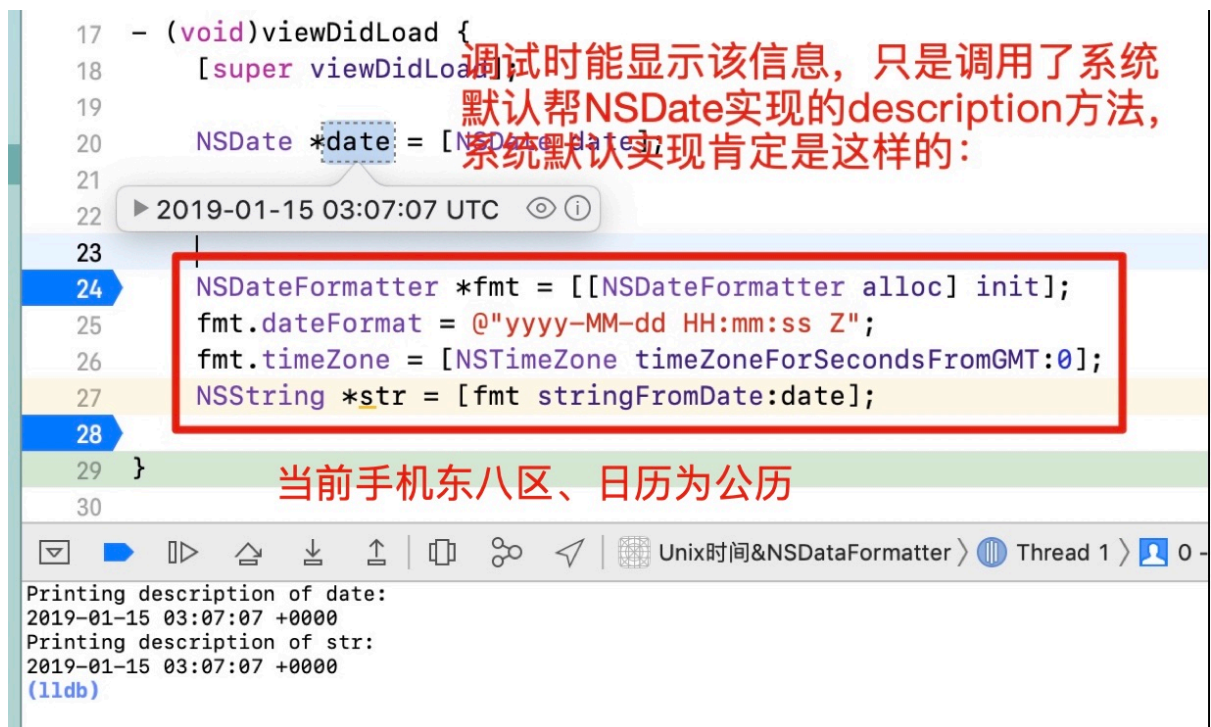 17 - (void)viewDidLoad {
18 [super viewDidLoad];
调试时能显示该信息，只是调用了系统
19
默认帮NSDate实现的description方法，
20 NSDate *date = [NSDate date];
系统默认实现肯定是这样的：
21
22 2019-01-15 03:07:07 UTC
23
24 NSDateFormatter *fmt = [[NSDateFormatter alloc] init];
25 fmt.dateFormat = @"yyyy-MM-dd HH:mm:ss Z";
26 fmt.timeZone = [NSTimeZone timeZoneForSecondsFromGMT:0];
27 NSString *str = [fmt stringFromDate:date];
28
29 }
当前手机东八区、日历为公历
30
Unix时间&NSDataFormatter 〉 Thread 1 〉 0 -
Printing description of date:
2019-01-15 03:07:07 +0000
Printing description of str:
2019-01-15 03:07:07 +0000
(lldb)